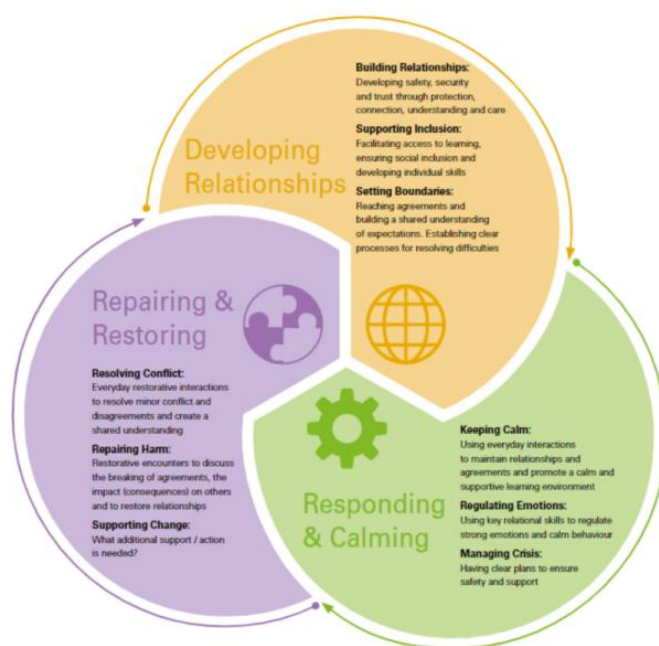 Developing
Relationships
Building Relationships:
Developing safety, security
and trust through protection,
connection, understanding and care
Supporting Inclusion:
Facilitating access to learning,
ensuring social inclusion and
developing individual skills
Setting Boundaries:
Reaching agreements and
building a shared understanding
of expectations. Establishing clear
processes for resolving difficulties
Repairing &
Restoring
Resolving Conflict:
Everyday restorative interactions
to resolve minor conflict and
disagreements and create a
shared understanding
Repairing Harm:
Restorative encounters to discuss
the breaking of agreements, the
impact (consequences) on others
and to restore relationships
Supporting Change:
What additional support / action
is needed?
Responding
& Calming
Keeping Calm:
Using everyday interactions
to maintain relationships and
agreements and promote a calm and
supportive learning environment
Regulating Emotions:
Using key relational skills to regulate
strong emotions and calm behaviour
Managing Crisis:
Having clear plans to ensure
safety and support